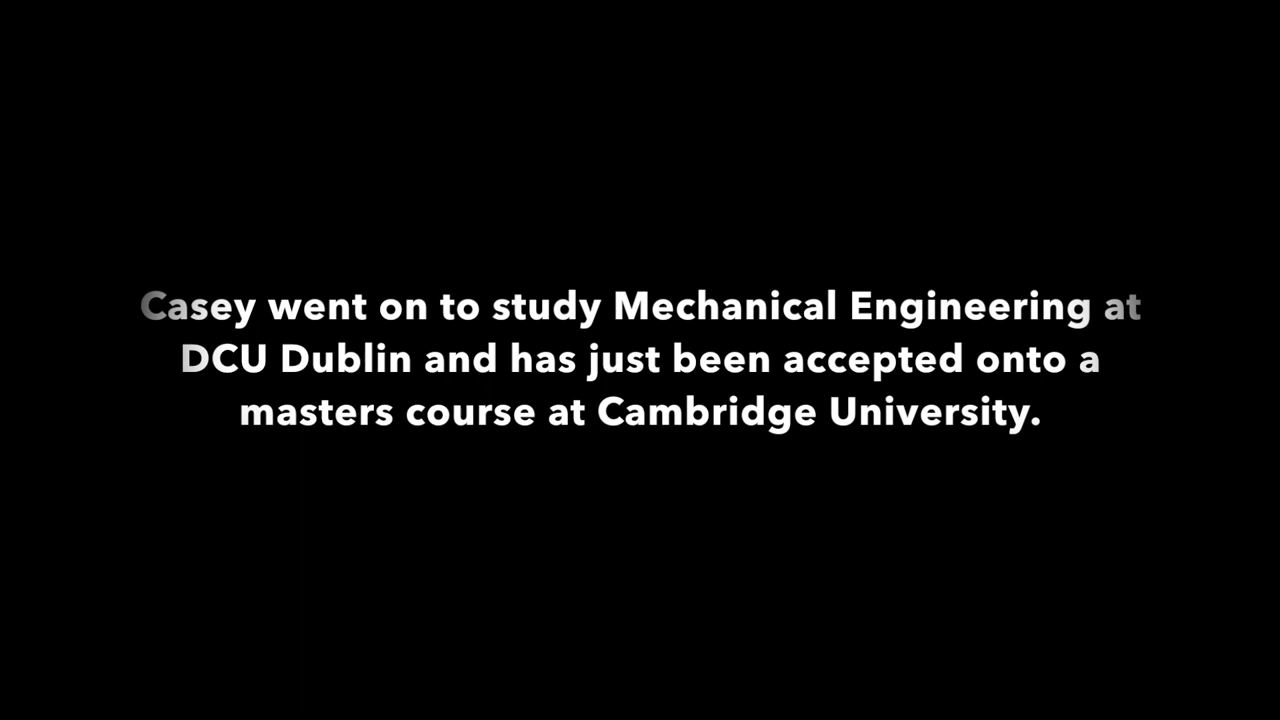 Casey went on to study Mechanical Engineering at
DCU Dublin and has just been accepted onto a
masters course at Cambridge University.